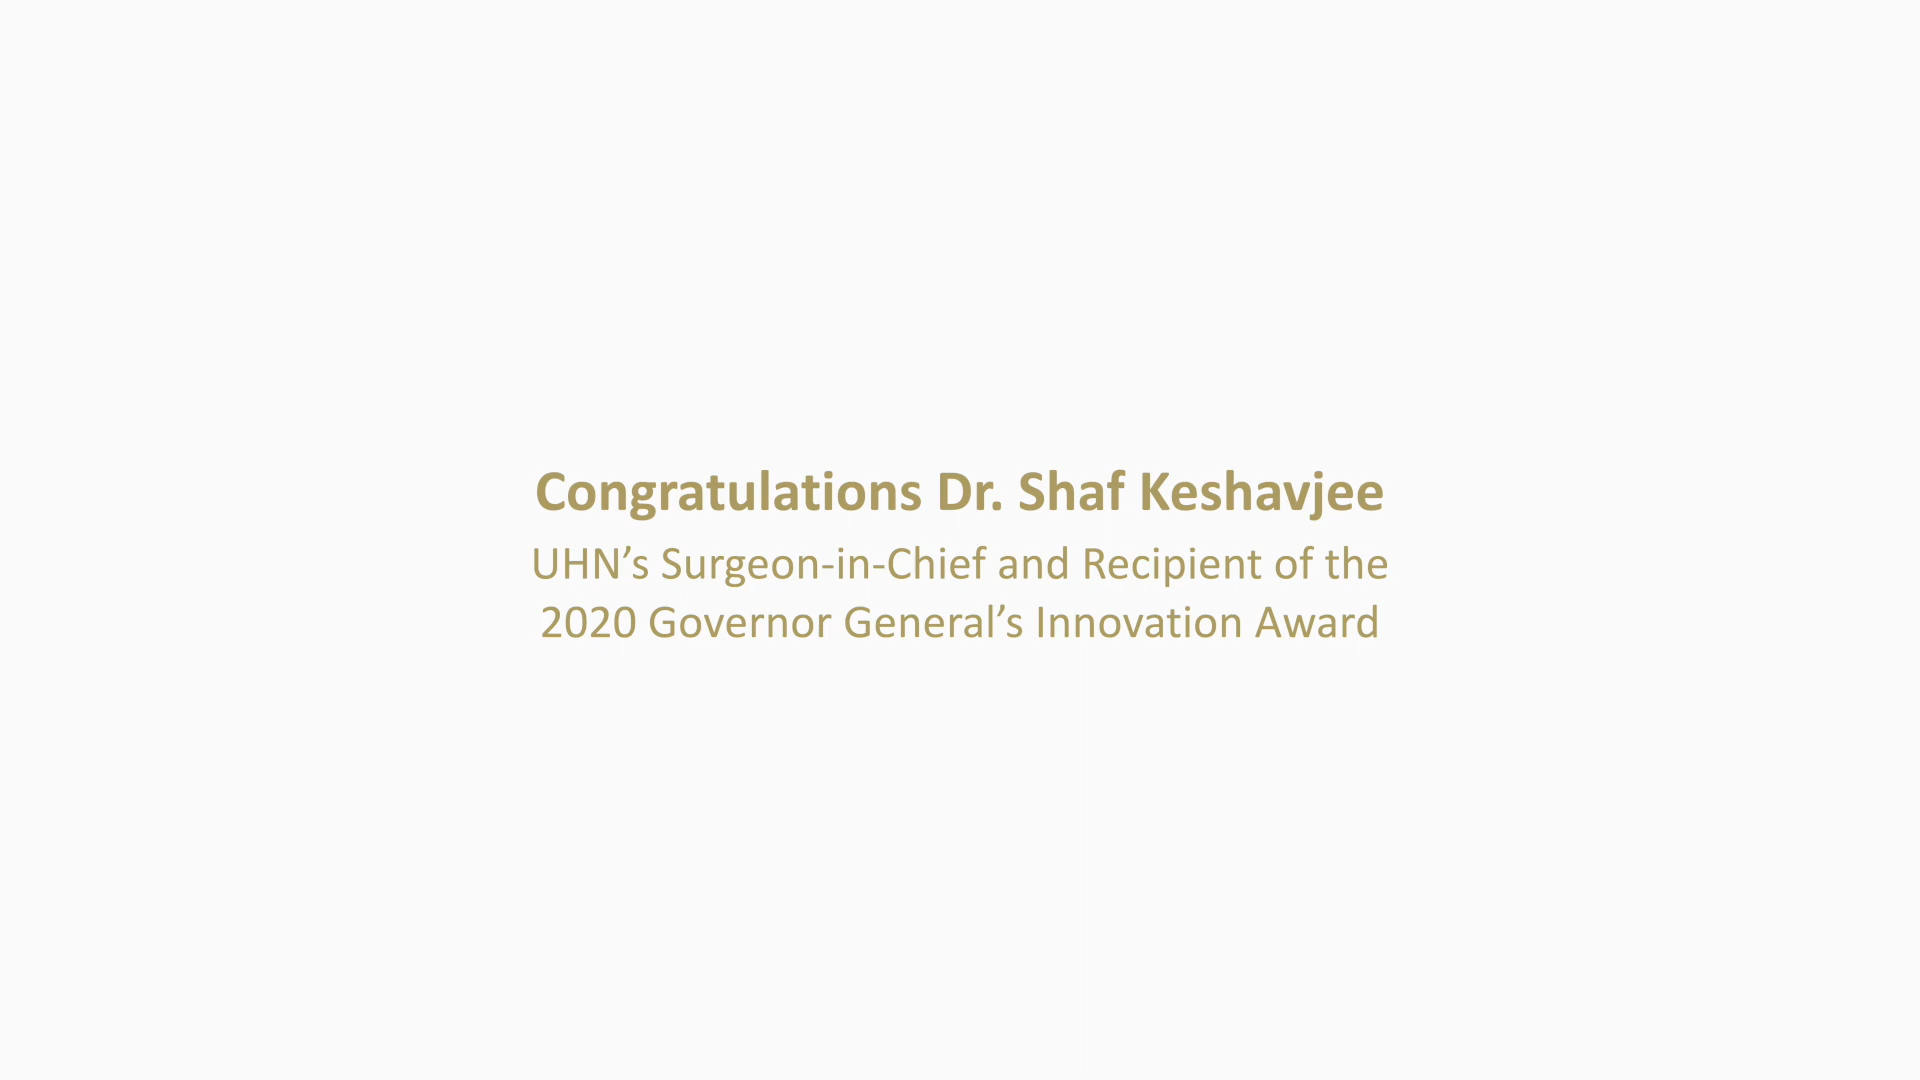 Congratulations Dr. Shaf Keshavjee
UHN’s Surgeon-in-Chief and Recipient of the
2020 Governor General’s Innovation Award